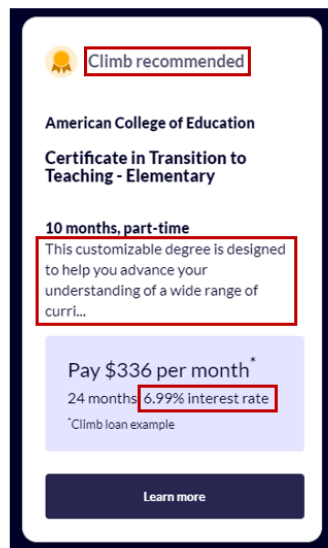 Climb recommended
American College of Education
Certificate in Transition to
Teaching - Elementary
10 months, part-time
This customizable degree is designed
to help you advance your
understanding of a wide range of
curri...
Pay $336 per month*
24 months 6.99% interest rate
*Climb loan example
Learn more